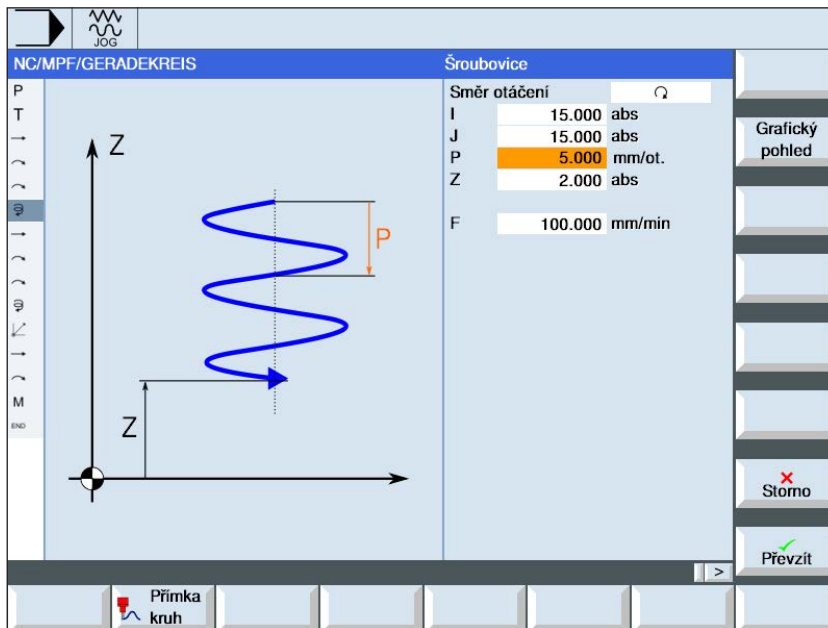 JOG
NC/MPF/GERADEKREIS
Šroubovice
P
T
M
END
Z
P
Z
Směr otáčení
I 15.000 abs
J 15.000 abs
P 5.000 mm/ot.
Z 2.000 abs
F 100.000 mm/min
Grafický
pohled
Storno
Převzít
>
Přímka
kruh